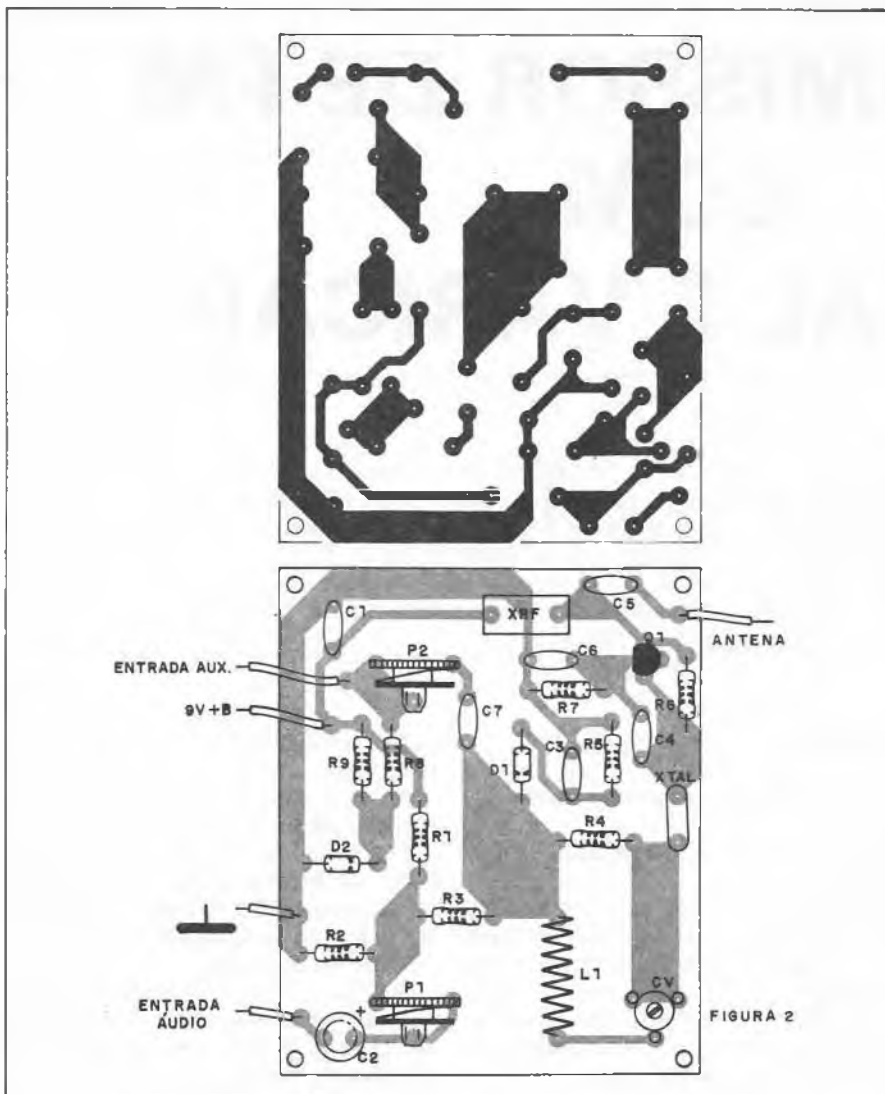 C1
XRF
C5
ANTENA
P2
C6
Q1
ENTRADA AUX.
R7
R6
9V+B
C7
C4
R9
R8
D1
C3
R5
XTAL
R1
R4
D2
R3
R2
L1
P1
CV
FIGURA 2
ENTRADA
ÁUDIO
+
C2